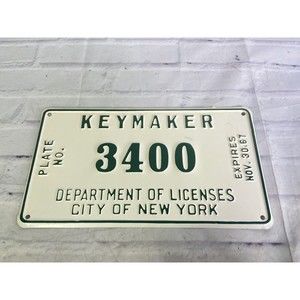 KEYMAKER
PLATE
NO.
3400
EXPIRES
NOV. 30.67
DEPARTMENT OF LICENSES
CITY OF NEW YORK